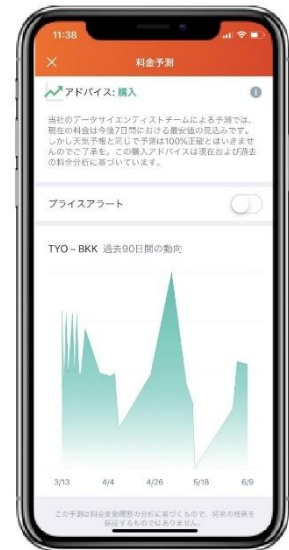 11:38
料金予測
アドバイス: 購入
当社のデータサイエンティストチームによる予測では、
現在の料金は今後7日間における最安値の見込みです。
しかし天気予報と同じで予測は100%正確とはいきませ
んのでご了承を。この購入アドバイスは現在および過去
の料金分析に基づいています。
プライスアラート
TYO – BKK 過去90日間の動向
3/13 4/4 4/26 5/18 6/9
この予測は料金変動履歴の分析に基づくもので、将来の結果を
保証するものではありません。